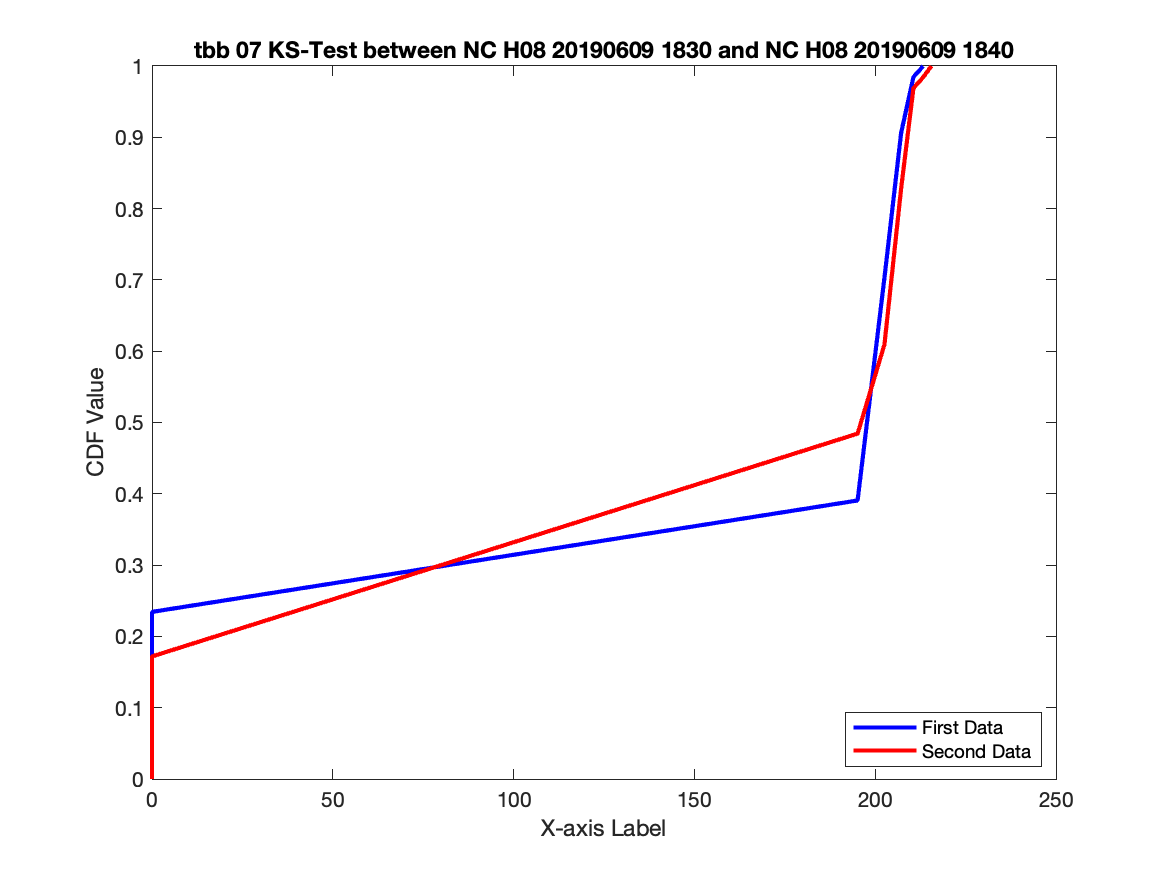 tbb 07 KS-Test between NC H08 20190609 1830 and NC H08 20190609 1840
1
0.9
0.8
0.7
0.6
0.5
0.4
0.3
0.2
0.1
0
CDF Value
First Data
Second Data
0 50 100 150 200 250
X-axis Label